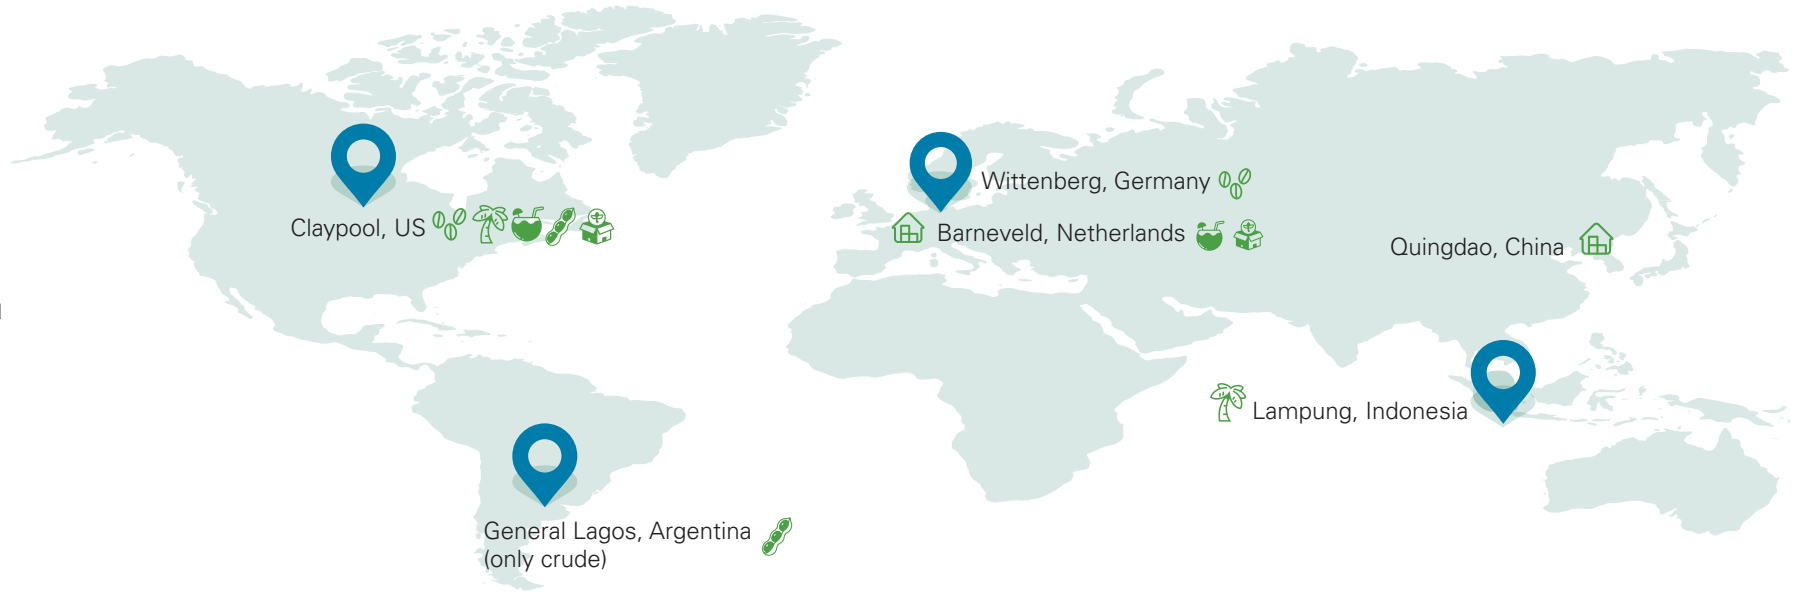 Wittenberg, Germany
Claypool, US
Barneveld, Netherlands
Quingdao, China
Lampung, Indonesia
General Lagos, Argentina
(only crude)